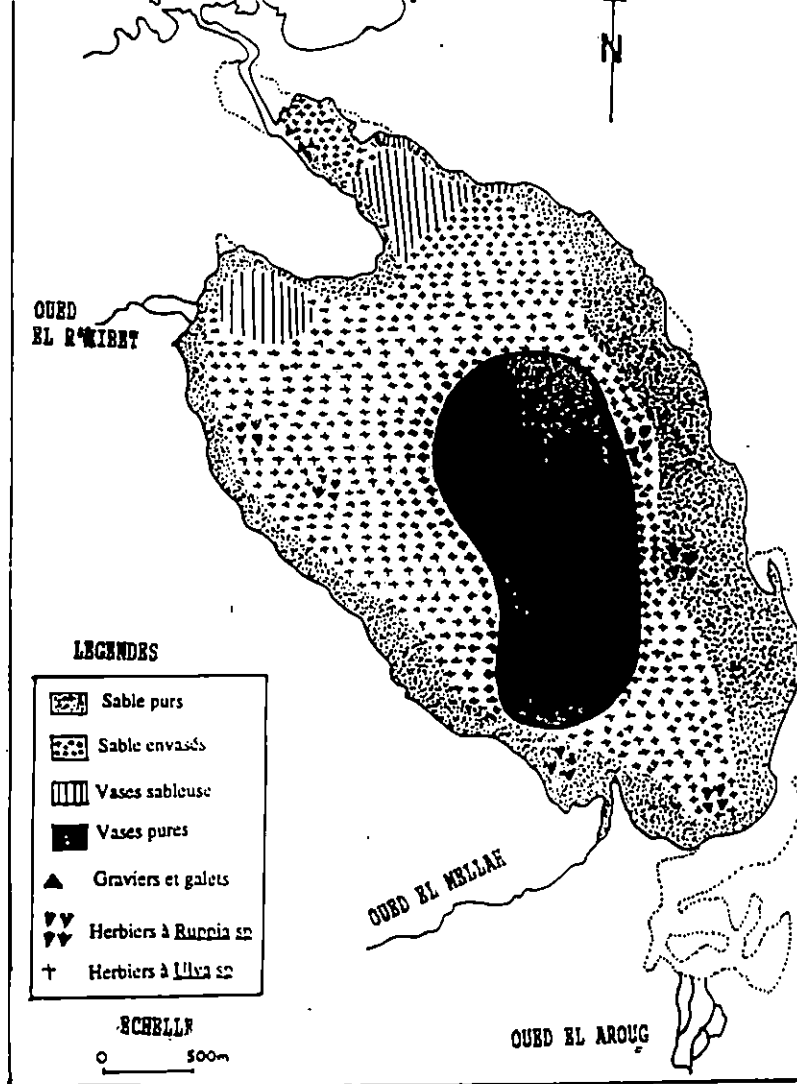 N
OUED
EL R'KIBET
LEGENDES
Sable purs
Sable envasés
Vases sableuse
Vases pures
Graviers et galets
Herbiers à Ruppia sp
Herbiers à Ulva sp
ECHELLE
0 500m
OUED EL MELLAH
OUED EL AROUG